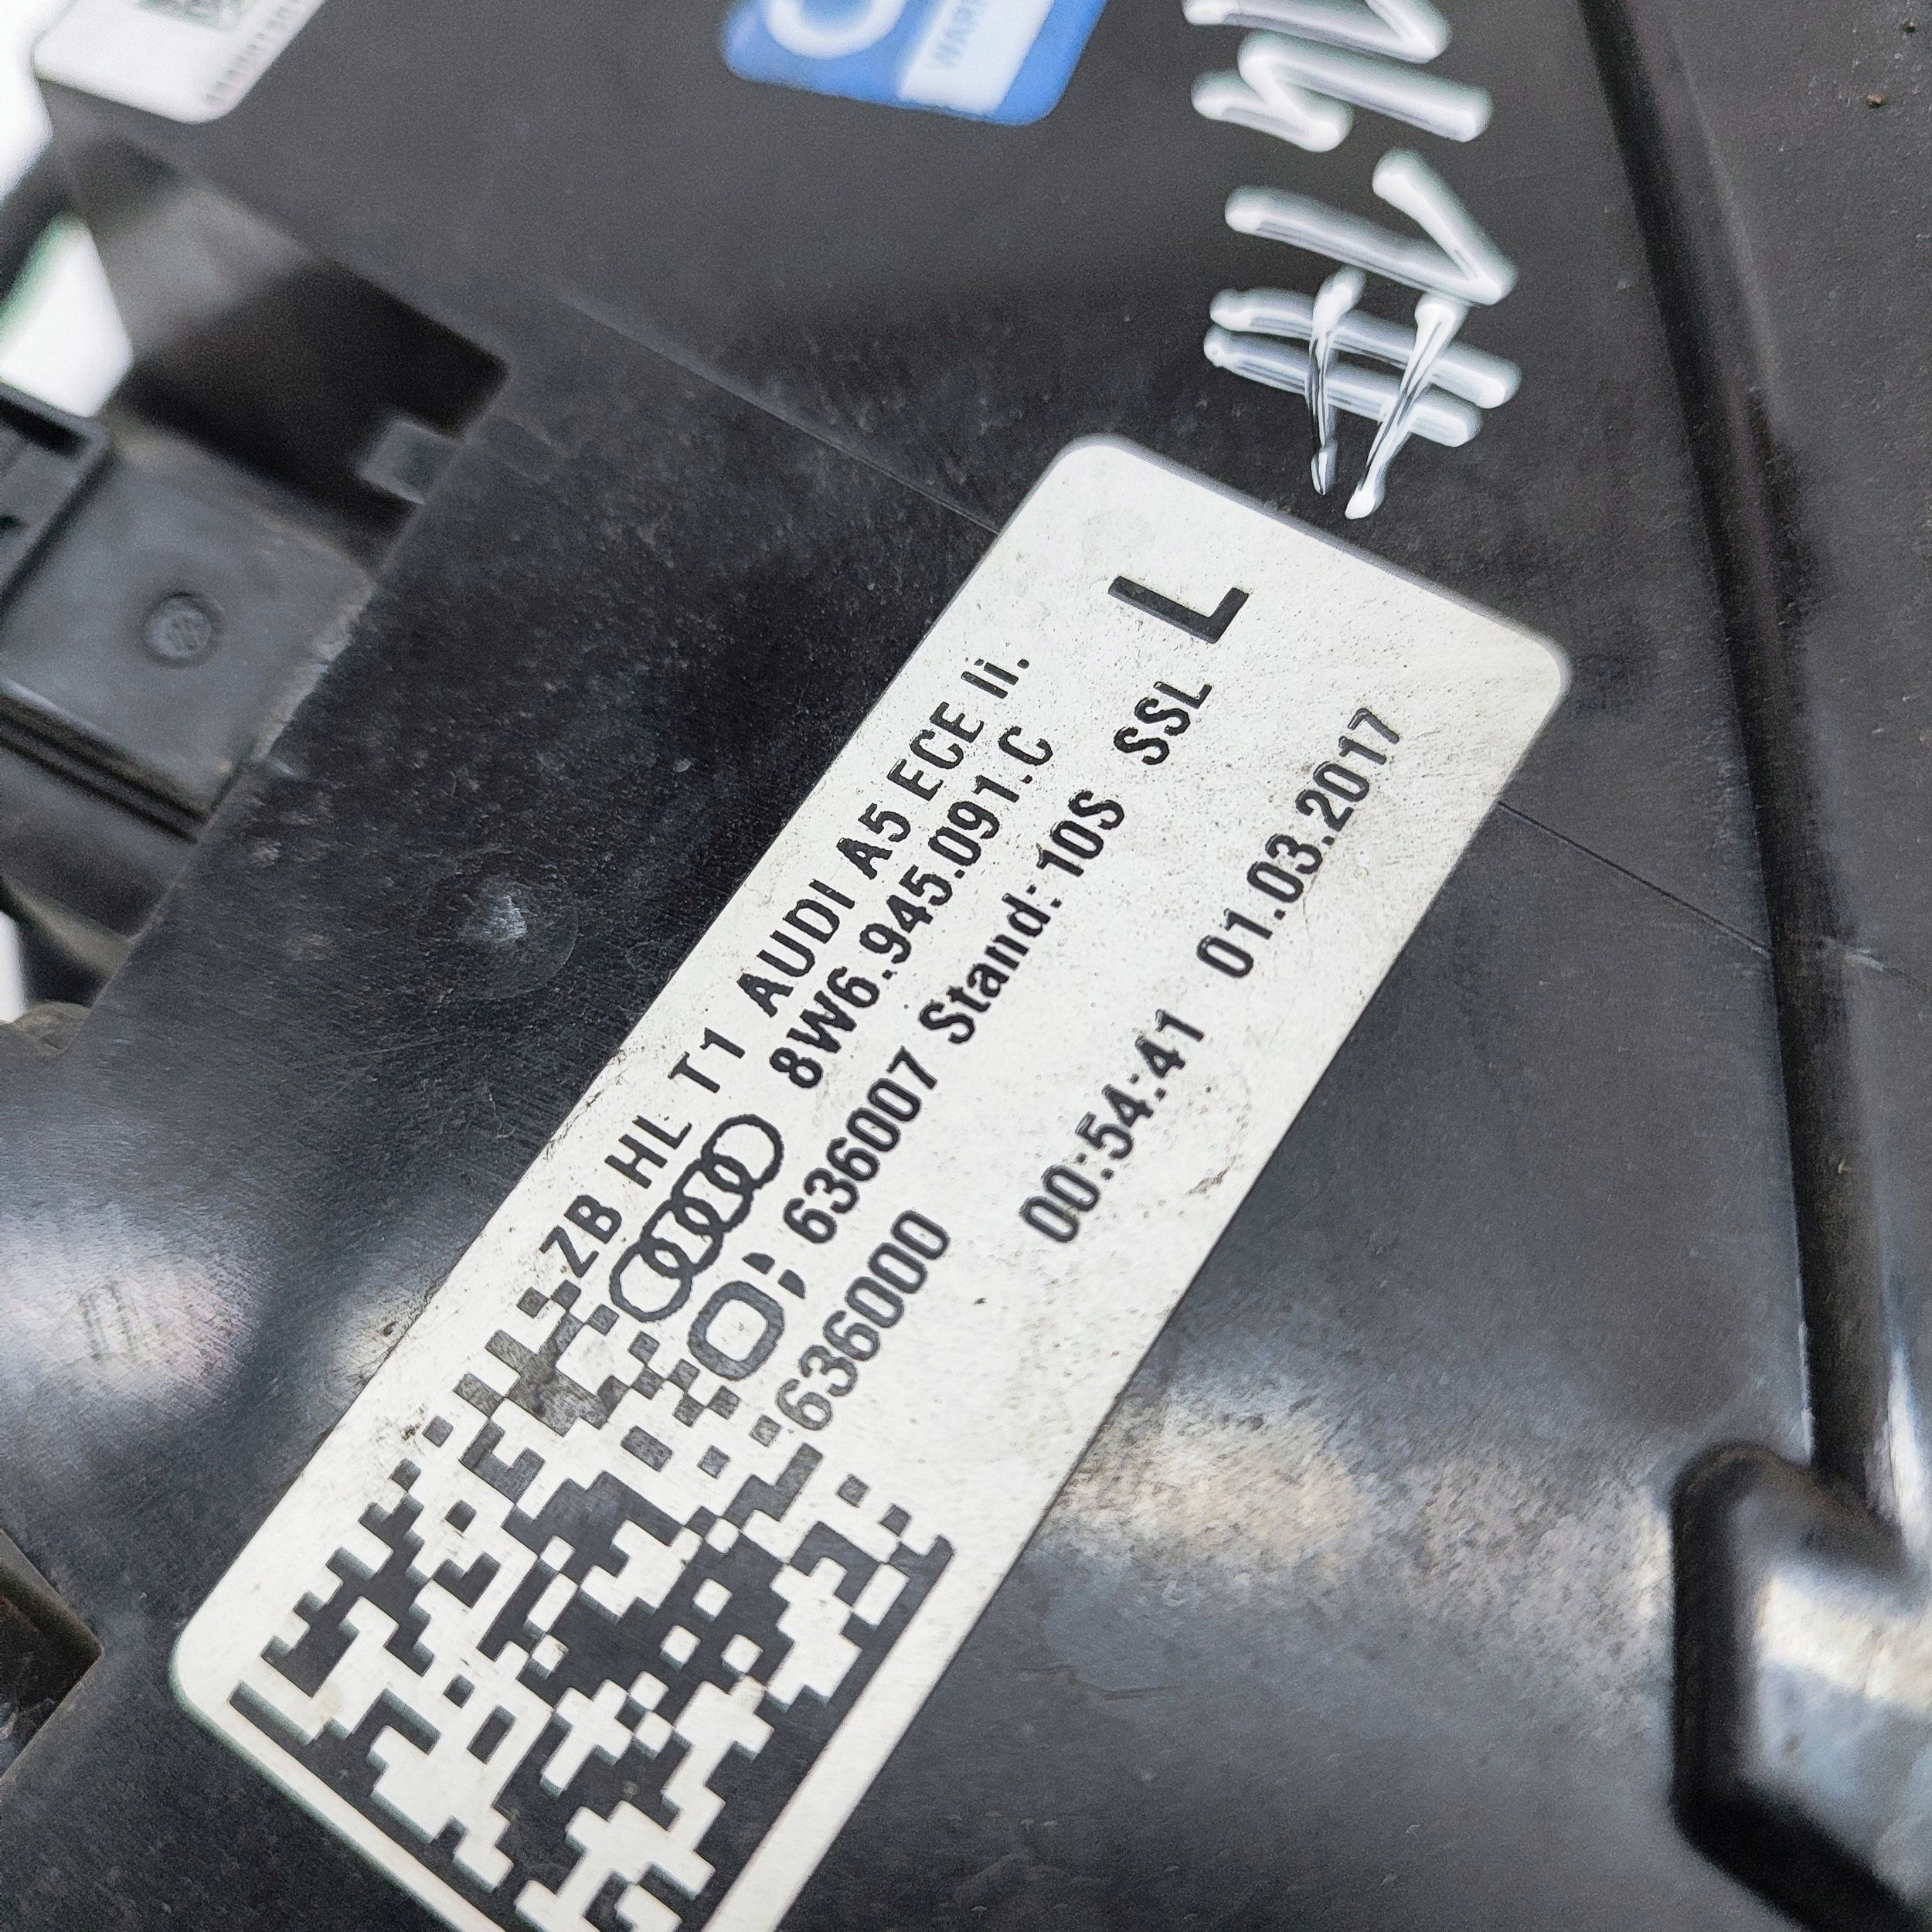 ZB HL T1 AUDI A5 ECE li.
8W6.945.091.C
636007 Stand: 10S SSL L
636000 00:54:41 01.03.2017